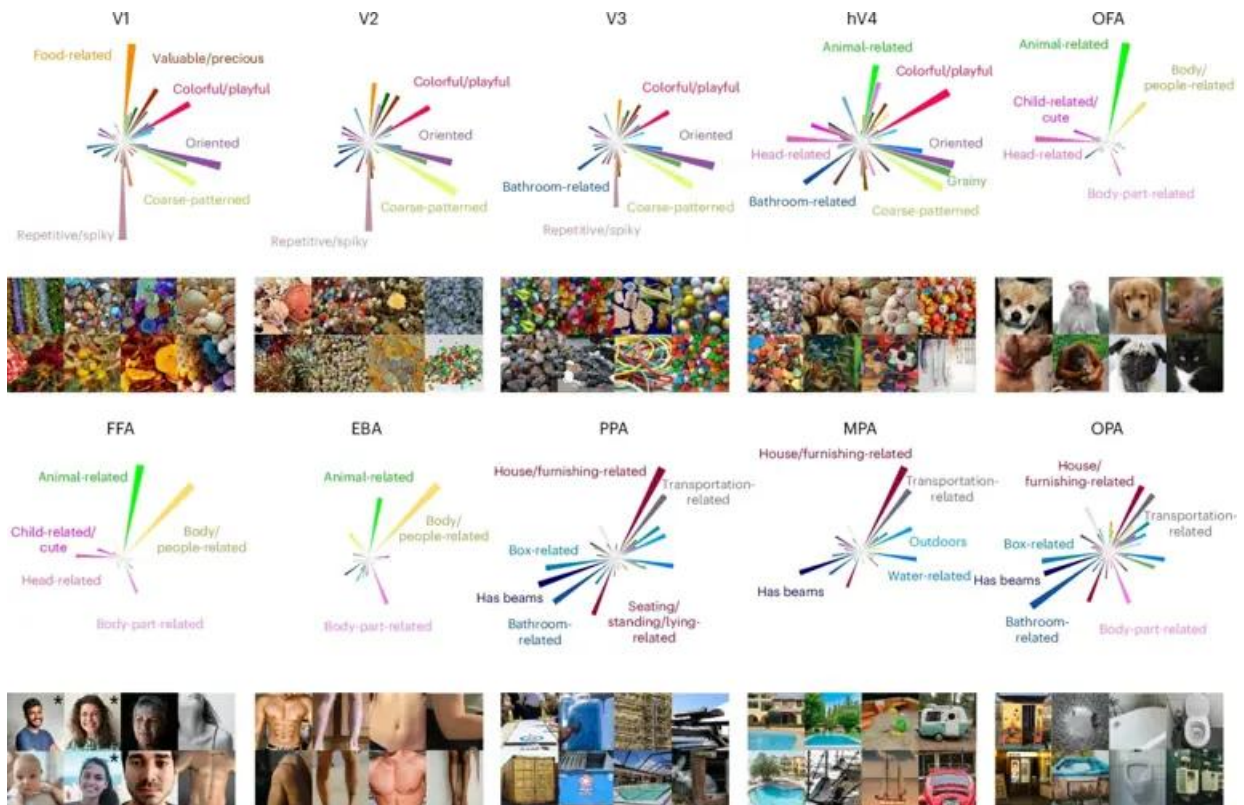 V1
Food-related
Valuable/precious
Colorful/playful
Oriented
Coarse-patterned
Repetitive/spiky
V2
Colorful/playful
Oriented
Coarse-patterned
Repetitive/spiky
V3
Colorful/playful
Oriented
Bathroom-related
Coarse-patterned
Repetitive/spiky
hV4
Animal-related
Colorful/playful
Oriented
Head-related
Grainy
Bathroom-related
Coarse-patterned
OFA
Animal-related
Body/
people-related
Child-related/
cute
Head-related
Body-part-related
FFA
Animal-related
Child-related/
cute
Body/
people-related
Head-related
Body-part-related
*
*
*
EBA
Animal-related
Body/
people-related
Body-part-related
PPA
House/furnishing-related
Transportation-
related
Box-related
Has beams
Bathroom-
related
Seating/
standing/lying-
related
MPA
House/furnishing-related
Transportation-
related
Outdoors
Water-related
Has beams
OPA
House/
furnishing-related
Transportation-
related
Box-related
Has beams
Bathroom-
related
Body-part-related